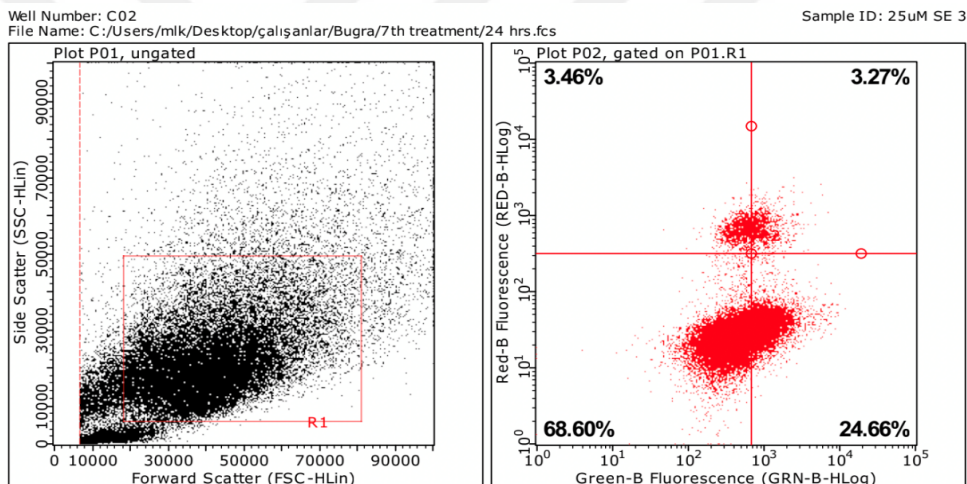 Well Number: C02
Sample ID: 25uM SE 3
File Name: C:/Users/mlk/Desktop/çalışanlar/Bugra/7th treatment/24 hrs.fcs
Plot P01, ungated
Side Scatter (SSC-HLin)
90000
70000
50000
30000
10000
0
R1
0 10000 30000 50000 70000 90000
Forward Scatter (FSC-HLin)
Plot P02, gated on P01.R1
3.46% 3.27%
Red-B Fluorescence (RED-B-HLog)
10^5
10^4
10^3
10^2
10^1
10^0
68.60% 24.66%
10^0 10^1 10^2 10^3 10^4 10^5
Green-B Fluorescence (GRN-B-HLog)